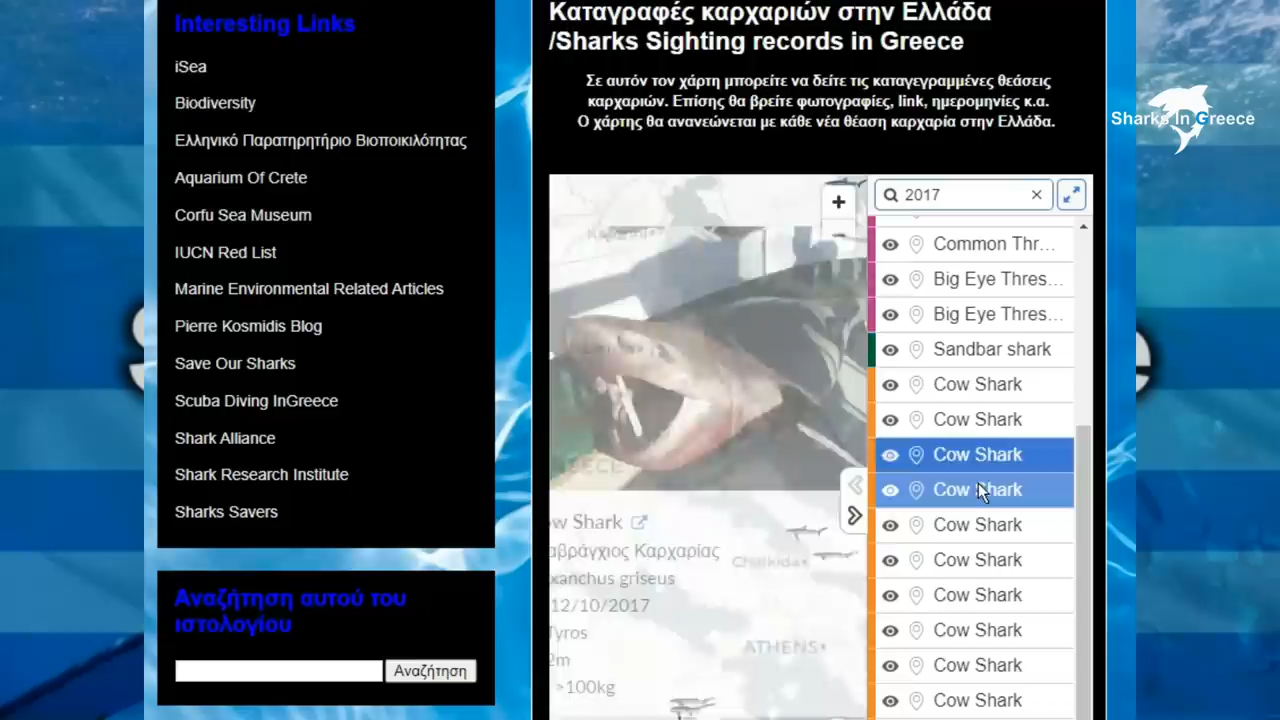 Interesting Links
iSea
Biodiversity
Ελληνικό Παρατηρητήριο Βιοποικιλότητας
Aquarium Of Crete
Corfu Sea Museum
IUCN Red List
Marine Environmental Related Articles
Pierre Kosmidis Blog
Save Our Sharks
Scuba Diving InGreece
Shark Alliance
Shark Research Institute
Sharks Savers
Αναζήτηση αυτού του
ιστολογίου
Αναζήτηση
Καταγραφές καρχαριών στην Ελλάδα
/Sharks Sighting records in Greece
Σε αυτόν τον χάρτη μπορείτε να δείτε τις καταγεγραμμένες θεάσεις
καρχαριών. Επίσης θα βρείτε φωτογραφίες, link, ημερομηνίες κ.α.
Ο χάρτης θα ανανεώνεται με κάθε νέα θέαση καρχαρία στην Ελλάδα.
ow Shark
αβράγχιος Καρχαρίας
xanchus griseus
12/10/2017
Tyros
2m
>100kg
Chalkida
ATHENS
2017
Common Thr...
Big Eye Thres...
Big Eye Thres...
Sandbar shark
Cow Shark
Cow Shark
Cow Shark
Cow Shark
Cow Shark
Cow Shark
Cow Shark
Cow Shark
Cow Shark
Cow Shark
Sharks In Greece